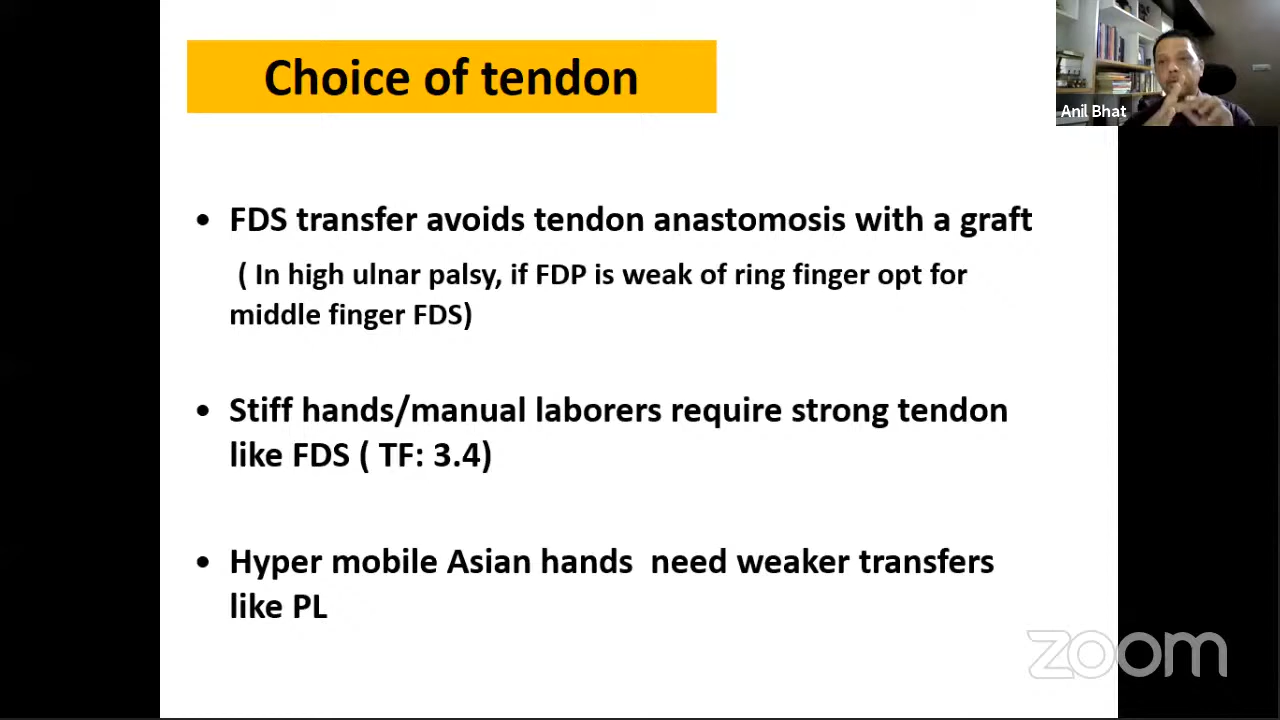 Choice of tendon
Anil Bhat
• FDS transfer avoids tendon anastomosis with a graft
( In high ulnar palsy, if FDP is weak of ring finger opt for
middle finger FDS)
• Stiff hands/manual laborers require strong tendon
like FDS ( TF: 3.4)
• Hyper mobile Asian hands  need weaker transfers
like PL
zoom